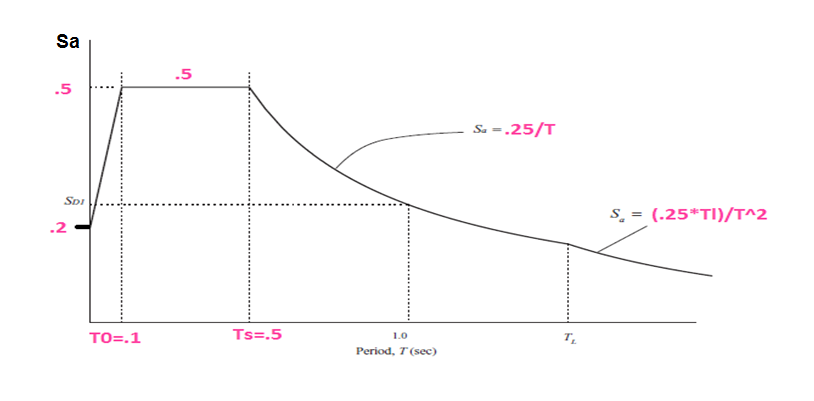 Sa
.5
.5
Sa = .25/T
SD1
Sa = (.25*Tl)/T^2
.2
T0=.1
Ts=.5
1.0
TL
Period, T (sec)